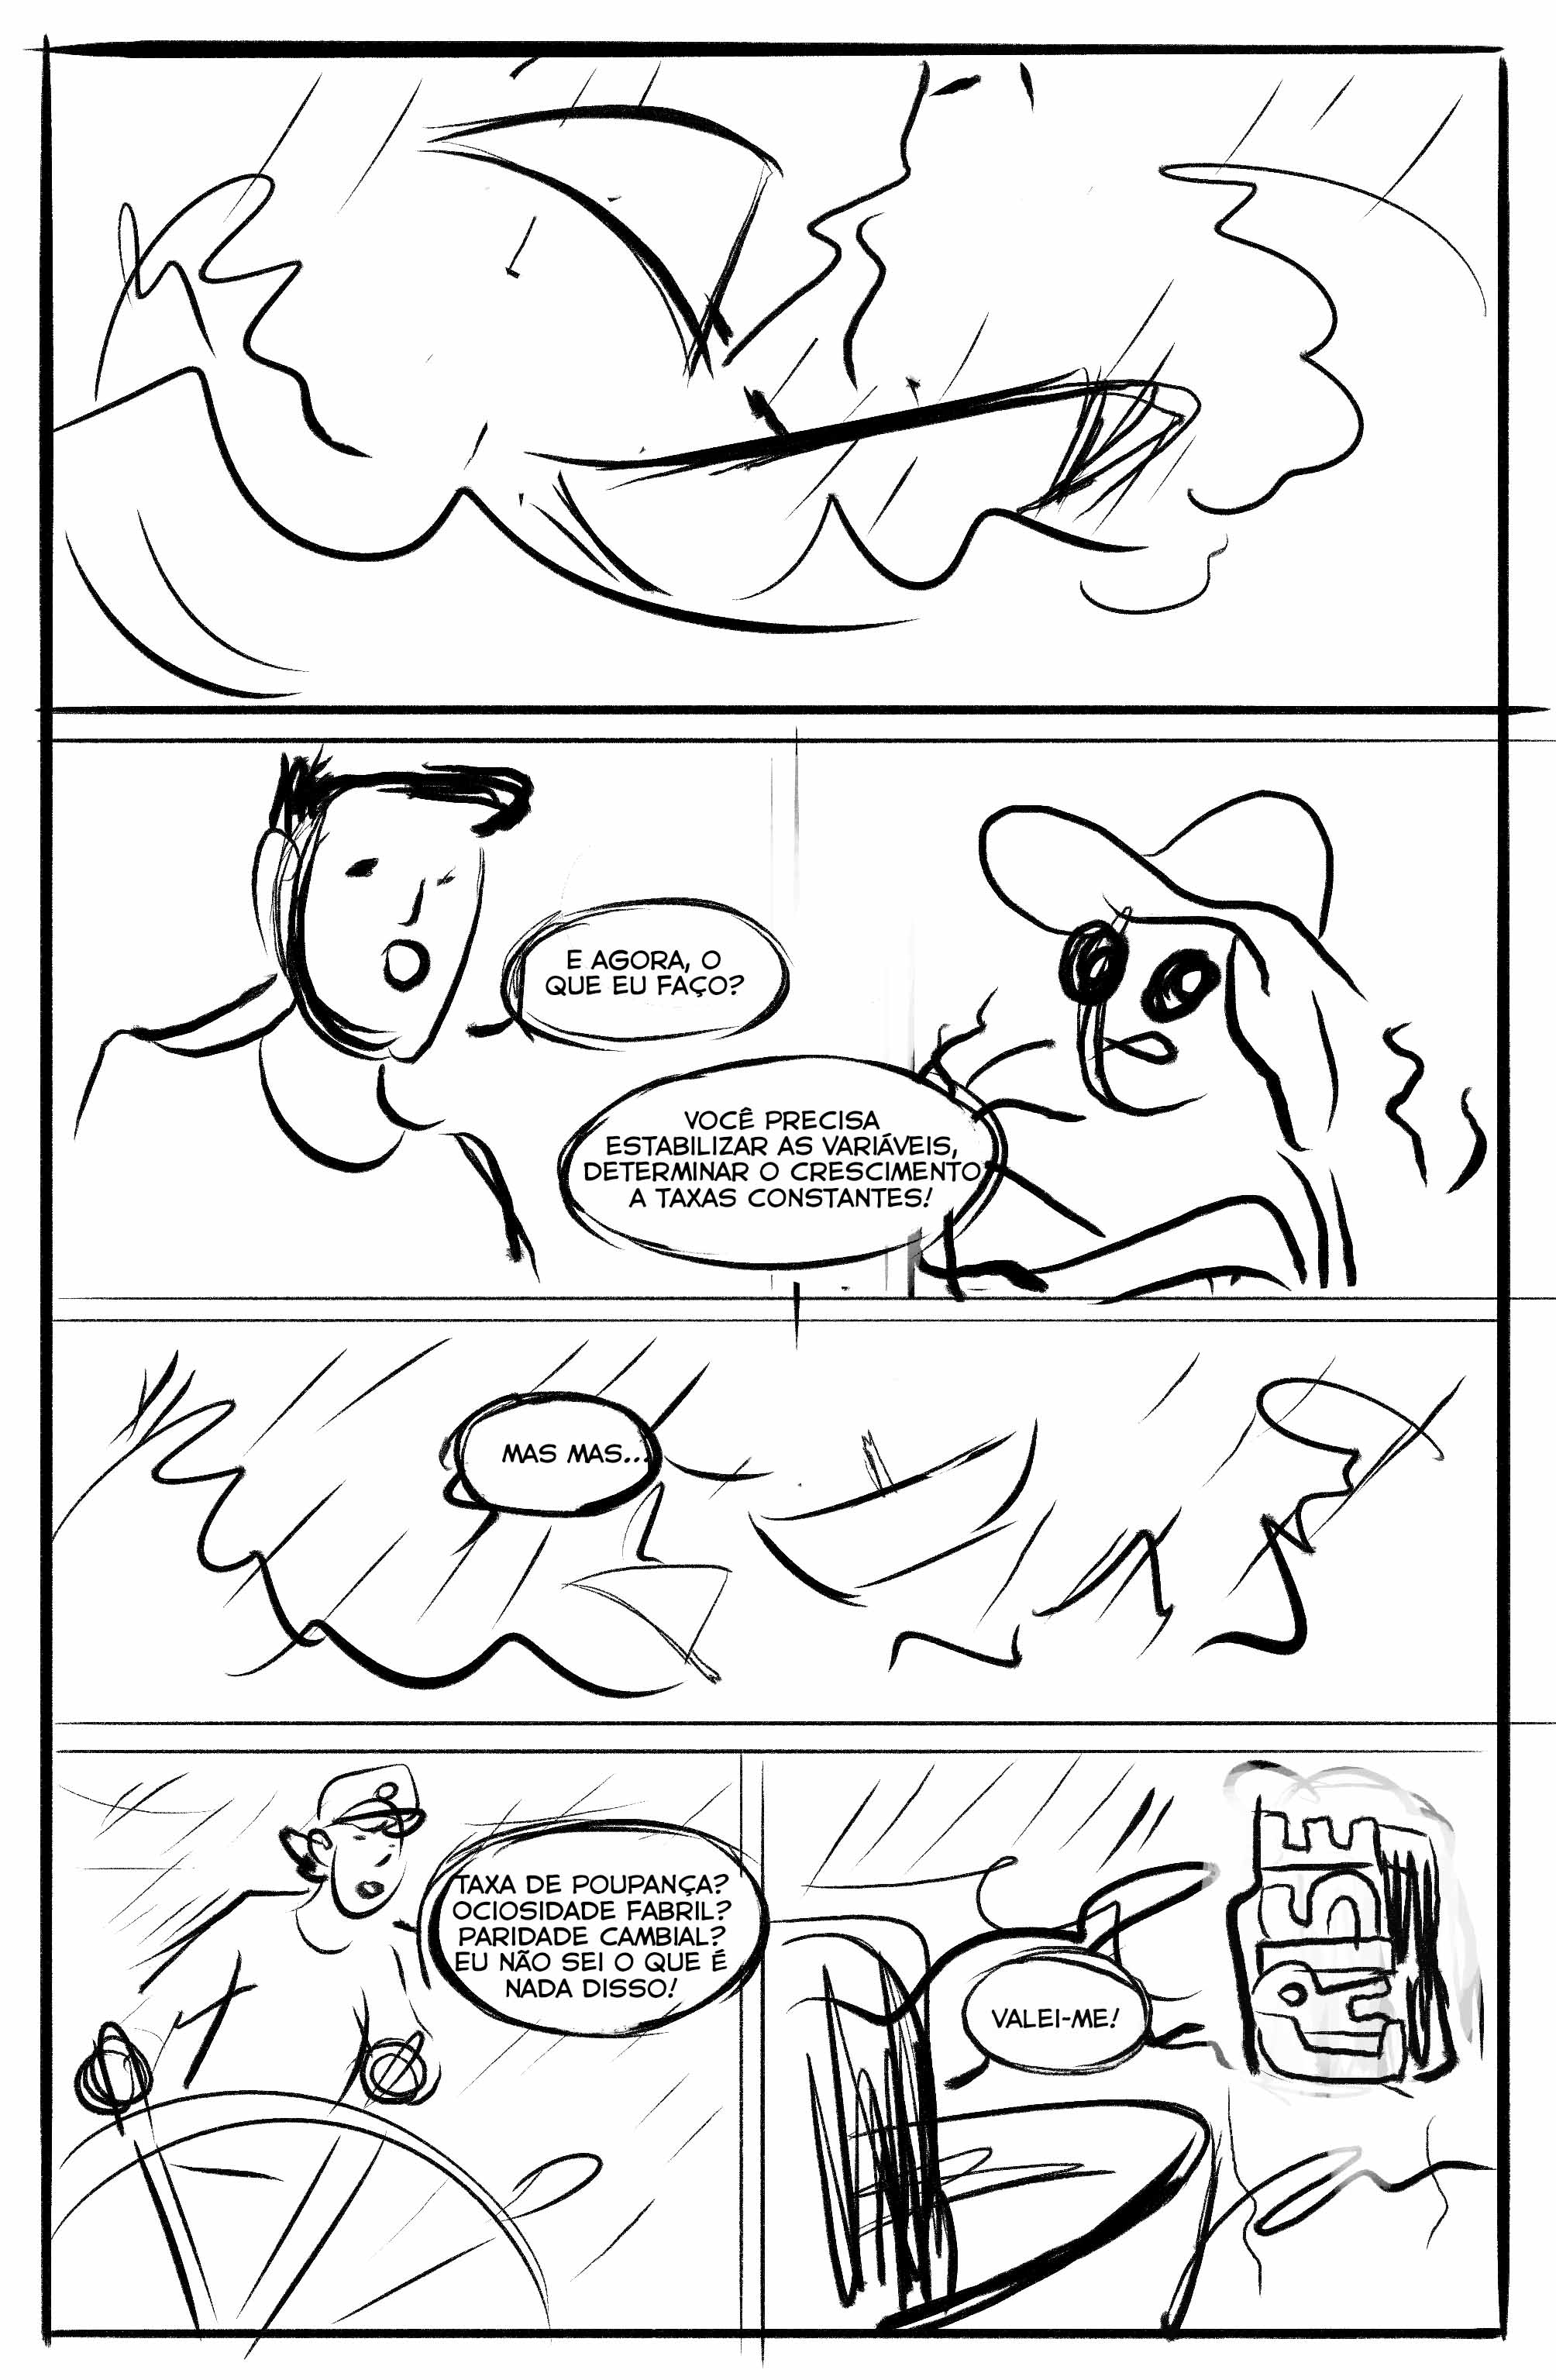 E AGORA, O
QUE EU FAÇO?
VOCÊ PRECISA
ESTABILIZAR AS VARIÁVEIS,
DETERMINAR O CRESCIMENTO
A TAXAS CONSTANTES!
MAS MAS...
TAXA DE POUPANÇA?
OCIOSIDADE FABRIL?
PARIDADE CAMBIAL?
EU NÃO SEI O QUE É
NADA DISSO!
VALEI-ME!
CRISE